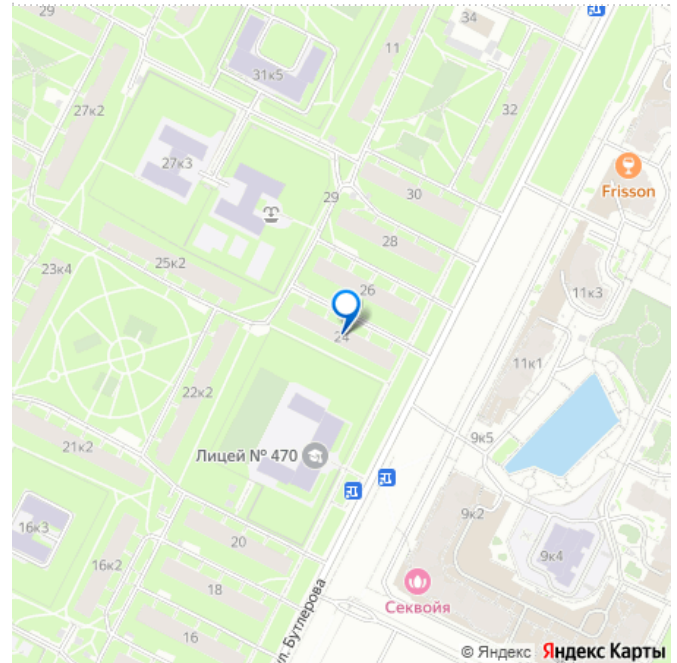 29
34
11
31к5
32
27к2
27к3
Frisson
29
30
28
25к2
23к4
26
11к3
24
11к1
22к2
9к5
21к2
Лицей № 470
16к3
9к2
20
9к4
16к2
18
Секвойя
16
ул. Бутлерова
© Яндекс Яндекс Карты